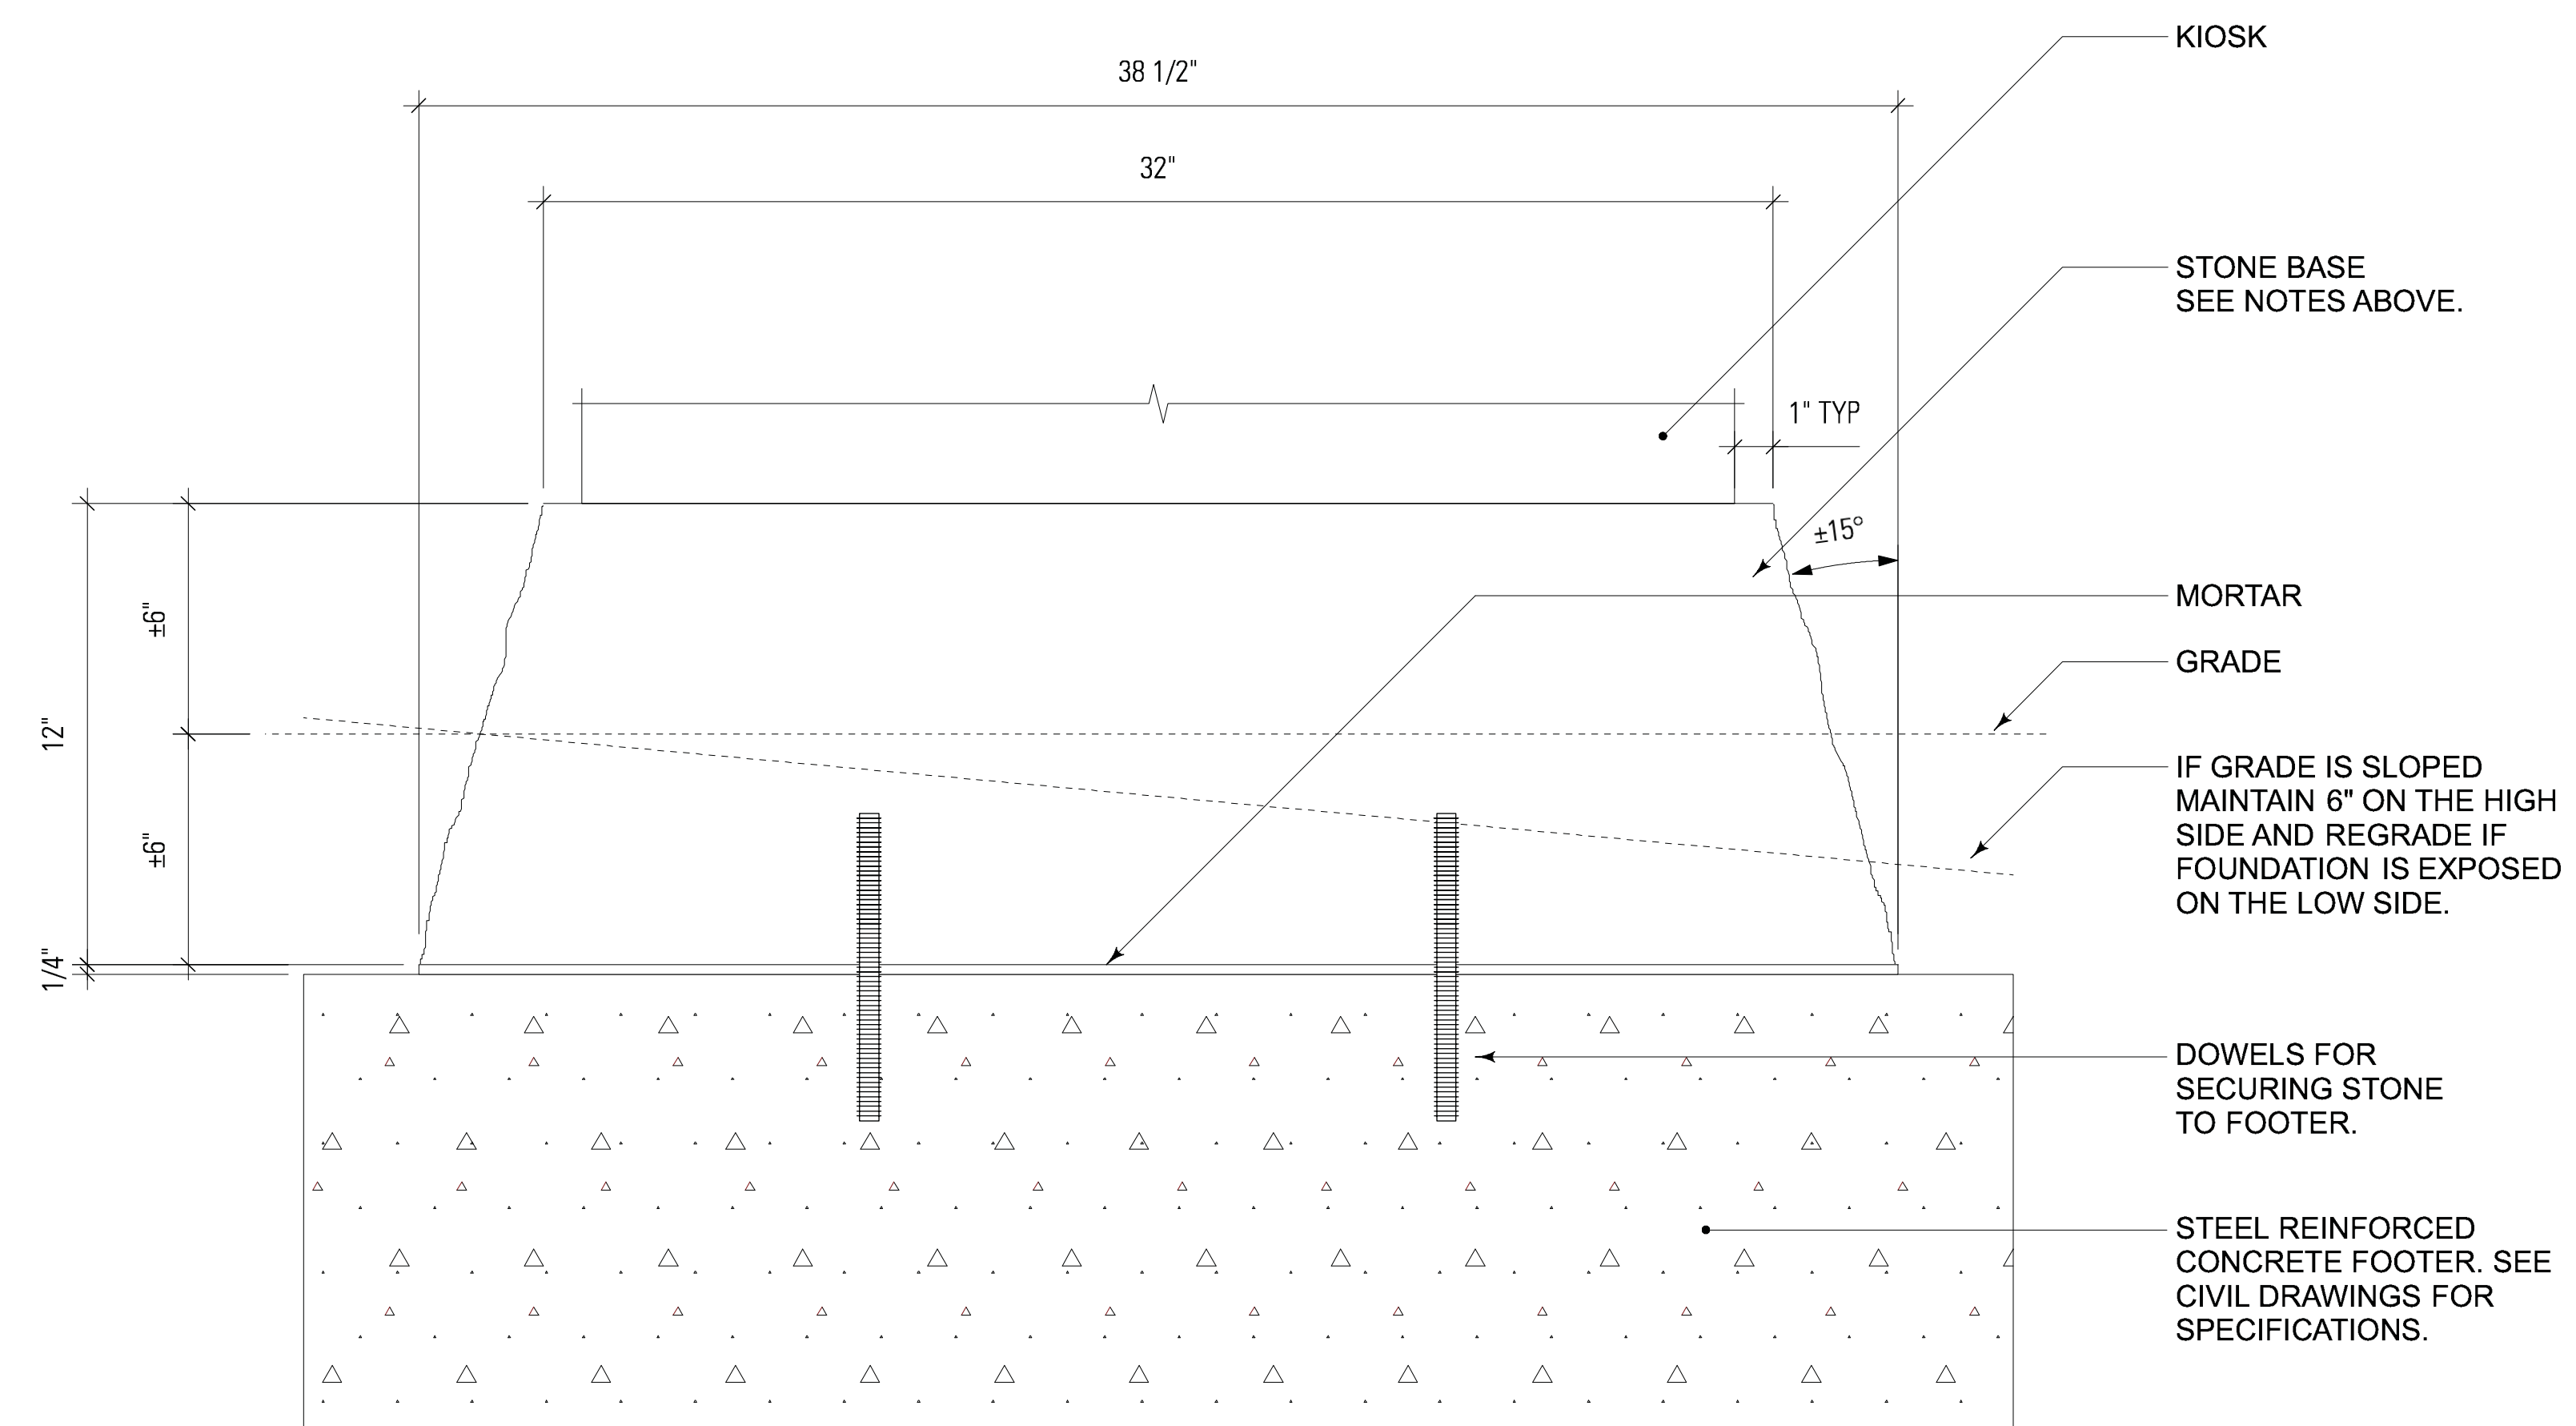 KIOSK
38 1/2"
32"
STONE BASE
SEE NOTES ABOVE.
1" TYP
±15°
MORTAR
±6"
GRADE
12"
IF GRADE IS SLOPED
MAINTAIN 6" ON THE HIGH
SIDE AND REGRADE IF
FOUNDATION IS EXPOSED
ON THE LOW SIDE.
±6"
1/4"
DOWELS FOR
SECURING STONE
TO FOOTER.
STEEL REINFORCED
CONCRETE FOOTER. SEE
CIVIL DRAWINGS FOR
SPECIFICATIONS.